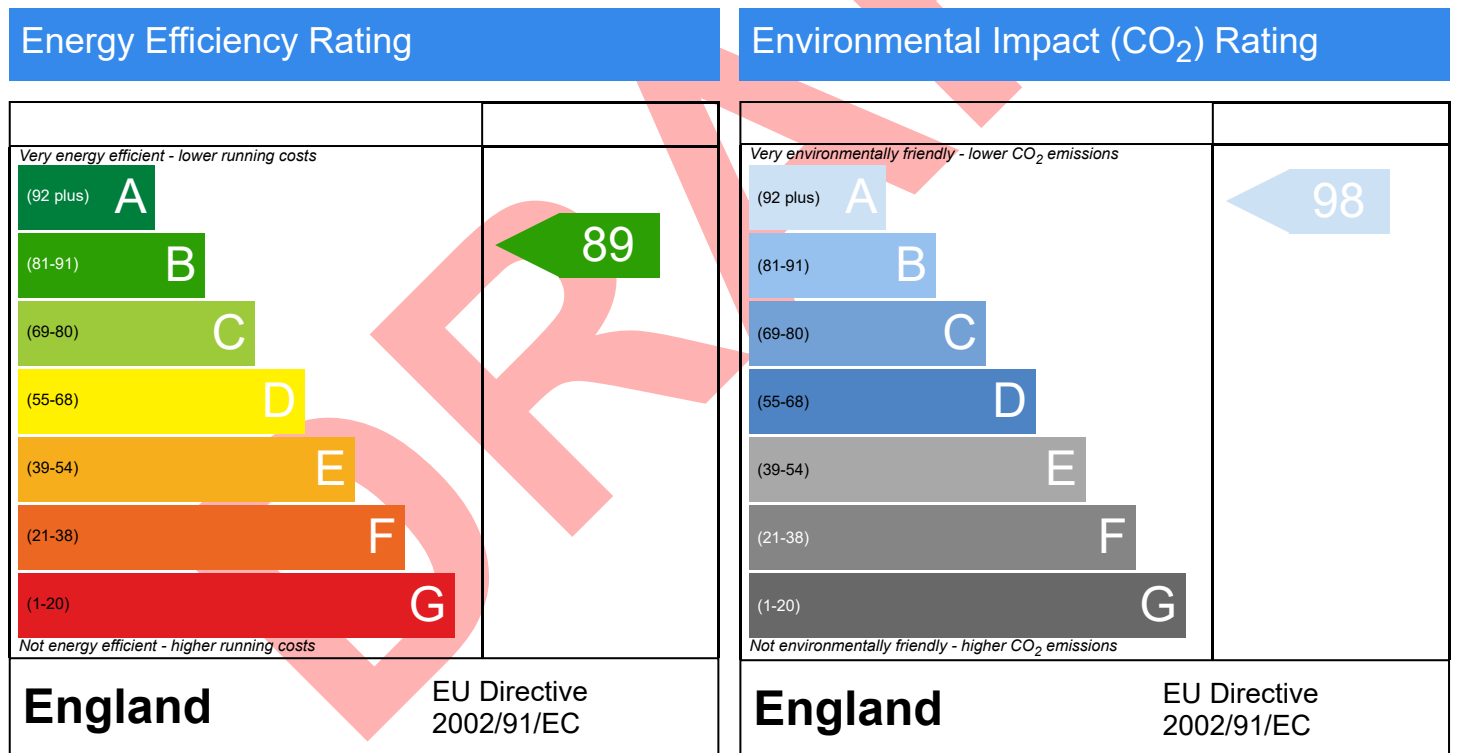 Energy Efficiency Rating
Very energy efficient - lower running costs
(92 plus) A
(81-91) B
(69-80) C
(55-68) D
(39-54) E
(21-38) F
(1-20) G
Not energy efficient - higher running costs
89
England
EU Directive
2002/91/EC
Environmental Impact (CO2) Rating
Very environmentally friendly - lower CO2 emissions
(92 plus) A
(81-91) B
(69-80) C
(55-68) D
(39-54) E
(21-38) F
(1-20) G
Not environmentally friendly - higher CO2 emissions
98
England
EU Directive
2002/91/EC